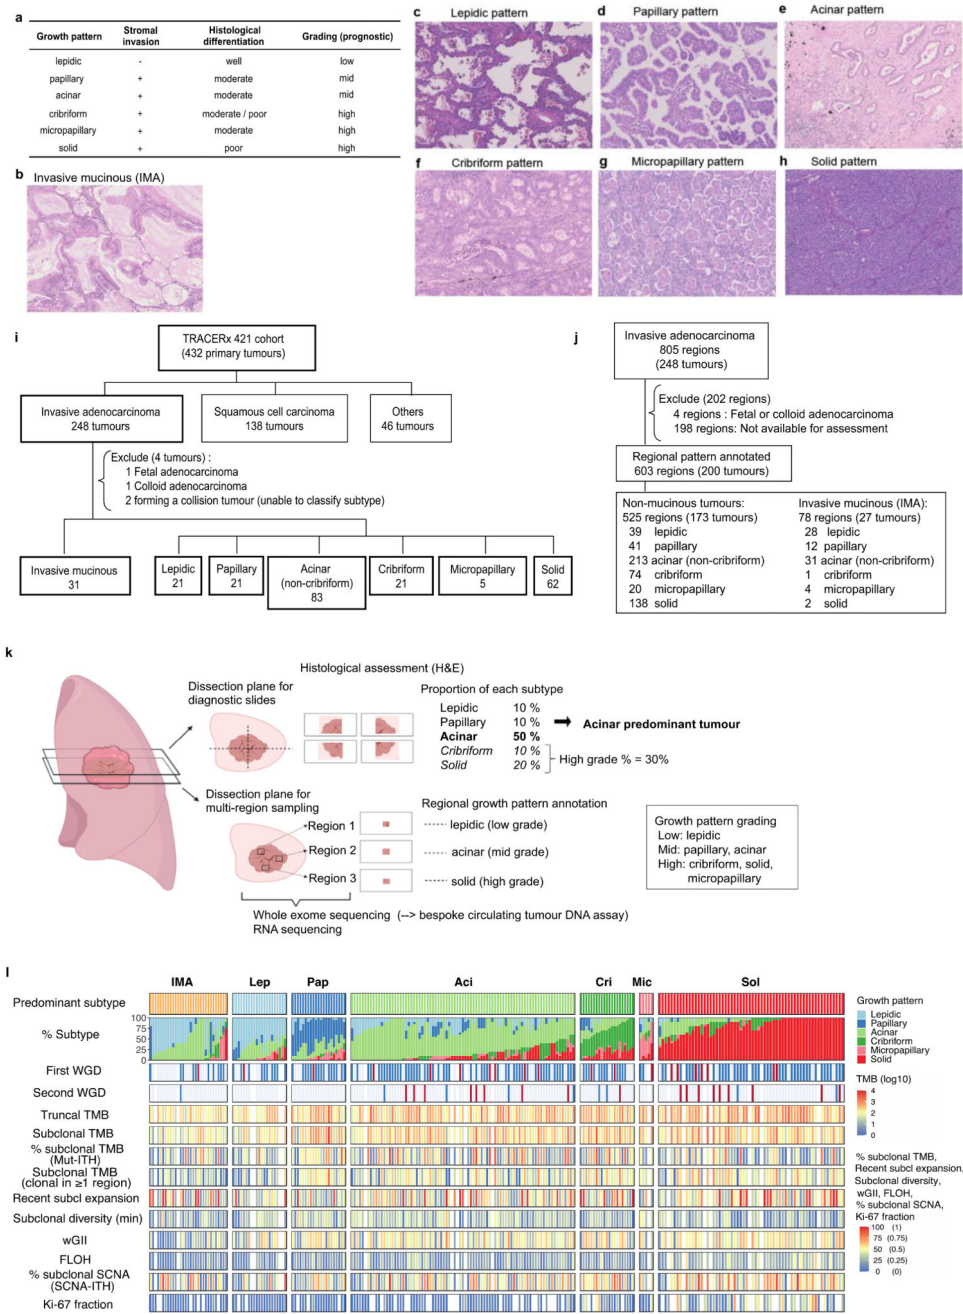 a
Growth pattern Stromal invasion Histological differentiation Grading (prognostic)
lepidic - well low
papillary + moderate mid
acinar + moderate mid
cribriform + moderate / poor high
micropapillary + moderate high
solid + poor high
b Invasive mucinous (IMA)
c Lepidic pattern
d Papillary pattern
e Acinar pattern
f Cribriform pattern
g Micropapillary pattern
h Solid pattern
i
TRACERx 421 cohort
(432 primary tumours)
Invasive adenocarcinoma
248 tumours
Squamous cell carcinoma
138 tumours
Others
46 tumours
Exclude (4 tumours) :
1 Fetal adenocarcinoma
1 Colloid adenocarcinoma
2 forming a collision tumour (unable to classify subtype)
Invasive mucinous
31
Lepidic
21
Papillary
21
Acinar
(non-cribriform)
83
Cribriform
21
Micropapillary
5
Solid
62
j
Invasive adenocarcinoma
805 regions
(248 tumours)
Exclude (202 regions)
4 regions : Fetal or colloid adenocarcinoma
198 regions: Not available for assessment
Regional pattern annotated
603 regions (200 tumours)
Non-mucinous tumours:
525 regions (173 tumours)
39 lepidic
41 papillary
213 acinar (non-cribriform)
74 cribriform
20 micropapillary
138 solid
Invasive mucinous (IMA):
78 regions (27 tumours)
28 lepidic
12 papillary
31 acinar (non-cribriform)
1 cribriform
4 micropapillary
2 solid
k
Histological assessment (H&E)
Dissection plane for
diagnostic slides
Proportion of each subtype
Lepidic 10 %
Papillary 10 %
Acinar 50 %
Cribriform 10 %
Solid 20 %
Acinar predominant tumour
High grade % = 30%
Dissection plane for
multi-region sampling
Regional growth pattern annotation
Region 1 lepidic (low grade)
Region 2 acinar (mid grade)
Region 3 solid (high grade)
Growth pattern grading
Low: lepidic
Mid: papillary, acinar
High: cribriform, solid,
micropapillary
Whole exome sequencing (--> bespoke circulating tumour DNA assay)
RNA sequencing
l
IMA Lep Pap Aci Cri Mic Sol
Predominant subtype
% Subtype
100
75
50
25
0
First WGD
Second WGD
Truncal TMB
Subclonal TMB
% subclonal TMB
(Mut-ITH)
Subclonal TMB
(clonal in ≥1 region)
Recent subcl expansion
Subclonal diversity (min)
wGII
FLOH
% subclonal SCNA
(SCNA-ITH)
Ki-67 fraction
Growth pattern
Lepidic
Papillary
Acinar
Cribriform
Micropapillary
Solid
TMB (log10)
4
3
2
1
0
% subclonal TMB,
Recent subcl expansion,
Subclonal diversity,
wGII, FLOH,
% subclonal SCNA,
Ki-67 fraction
100 (1)
75 (0.75)
50 (0.5)
25 (0.25)
0 (0)